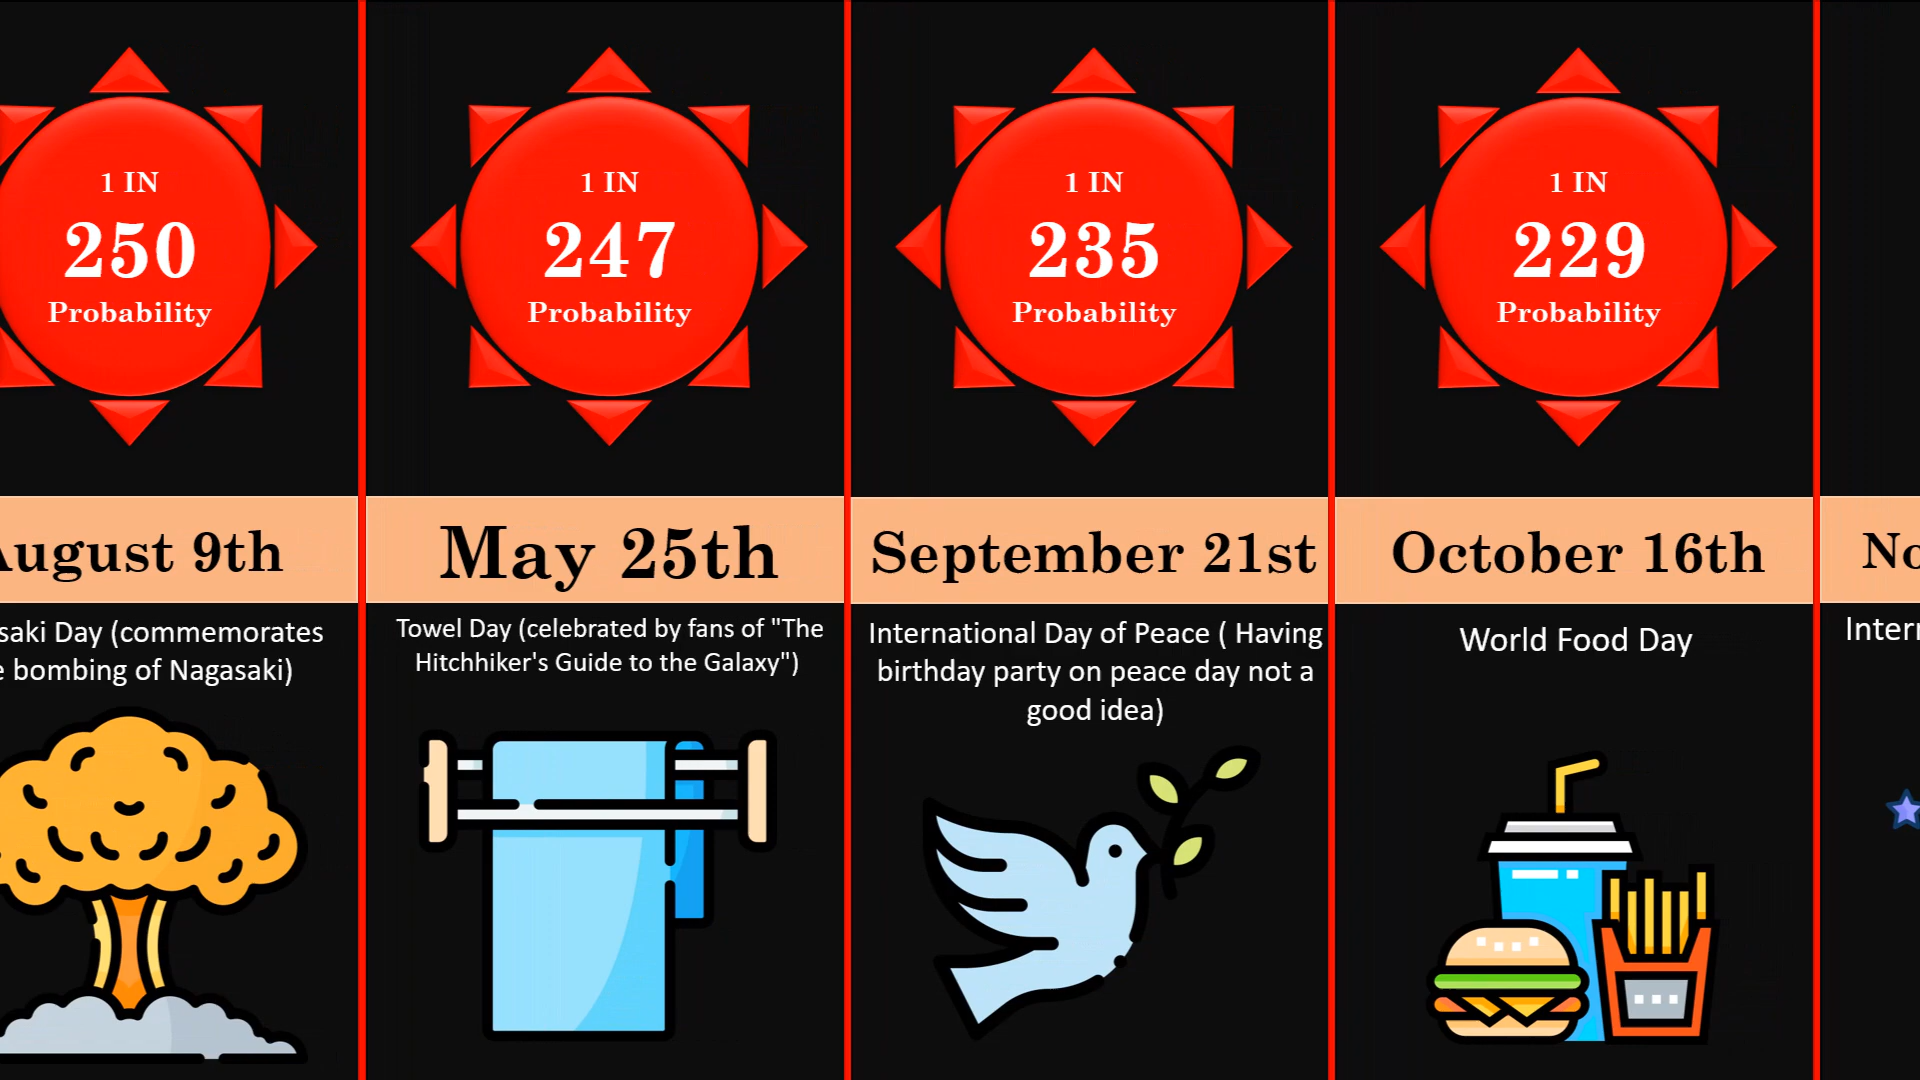 1 IN
250
Probability
August 9th
saki Day (commemorates
e bombing of Nagasaki)
1 IN
247
Probability
May 25th
Towel Day (celebrated by fans of "The
Hitchhiker's Guide to the Galaxy")
1 IN
235
Probability
September 21st
International Day of Peace ( Having
birthday party on peace day not a
good idea)
1 IN
229
Probability
October 16th
World Food Day
No
Intern